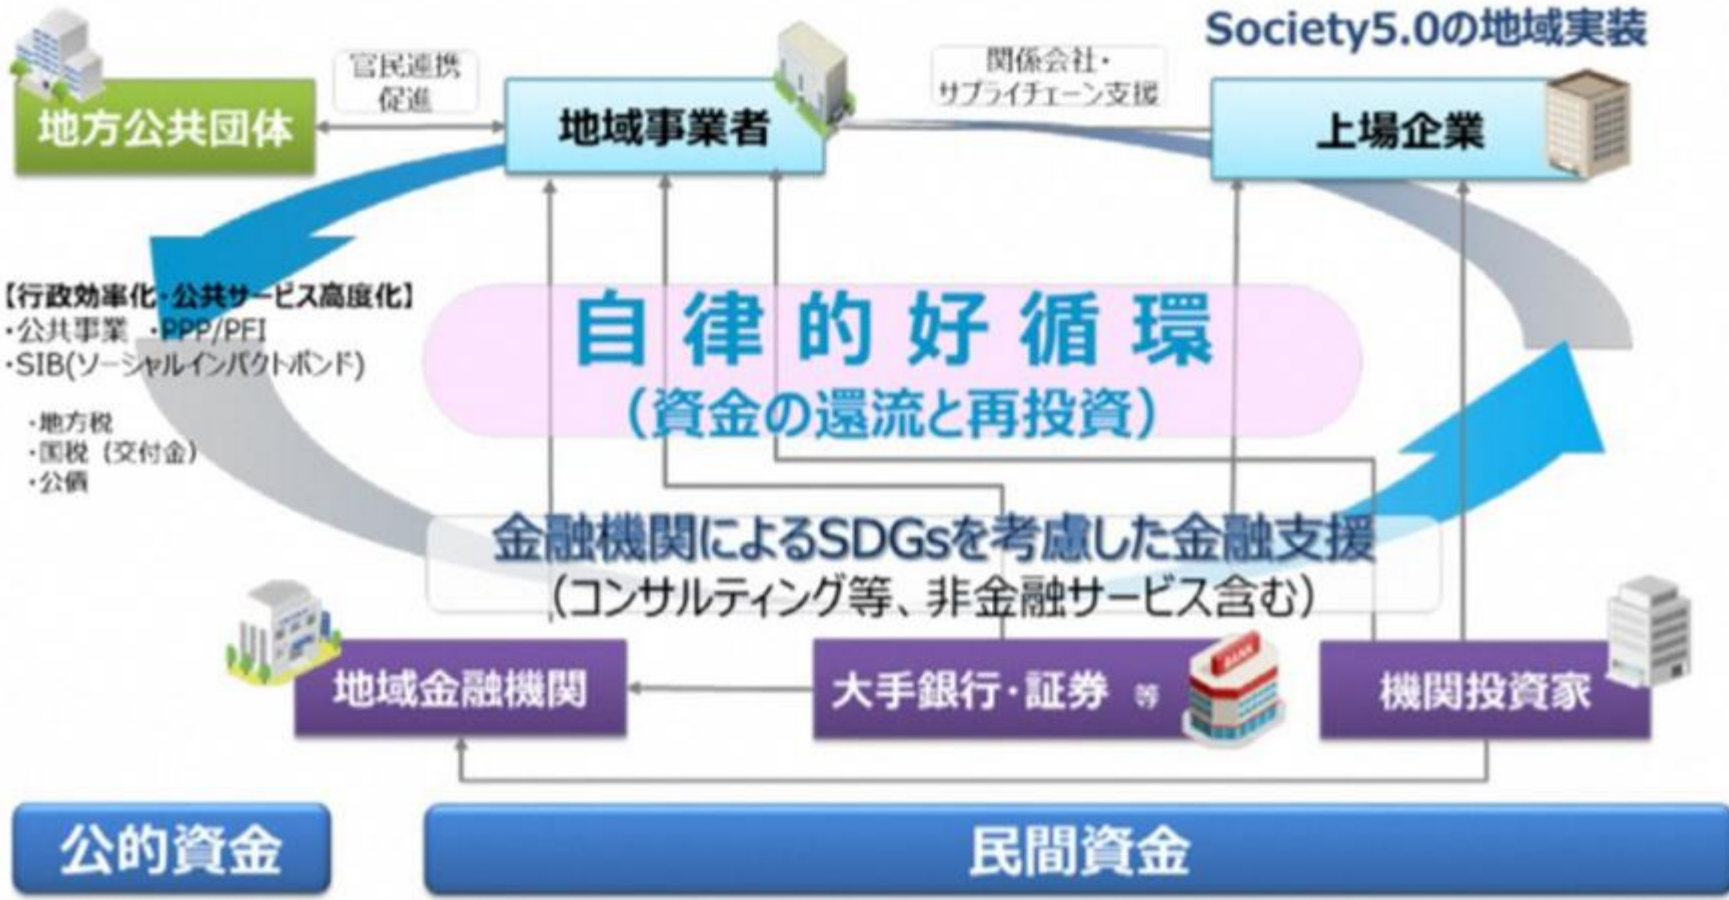 Society5.0の地域実装
官民連携
促進
関係会社・
サプライチェーン支援
地方公共団体
地域事業者
上場企業
【行政効率化・公共サービス高度化】
・公共事業 ・PPP/PFI
・SIB(ソーシャルインパクトボンド)
・地方税
・国税（交付金）
・公債
自律的好循環
（資金の還流と再投資）
金融機関によるSDGsを考慮した金融支援
（コンサルティング等、非金融サービス含む）
地域金融機関
大手銀行・証券 等
BANK
機関投資家
公的資金
民間資金